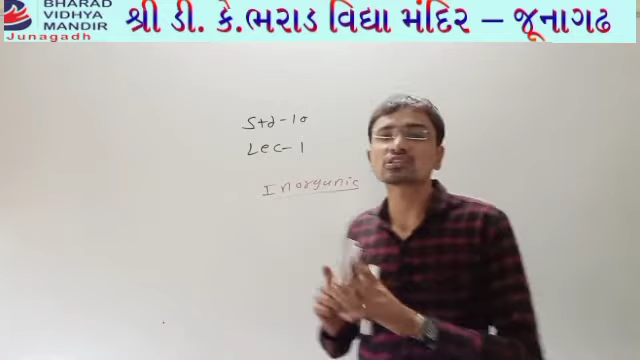 BHARAD
VIDHYA
MANDIR
Junagadh
શ્રી ડી. કે.ભરાડ વિદ્યા મંદિર – જૂનાગઢ
Std-10
Lec-1
Inorganic